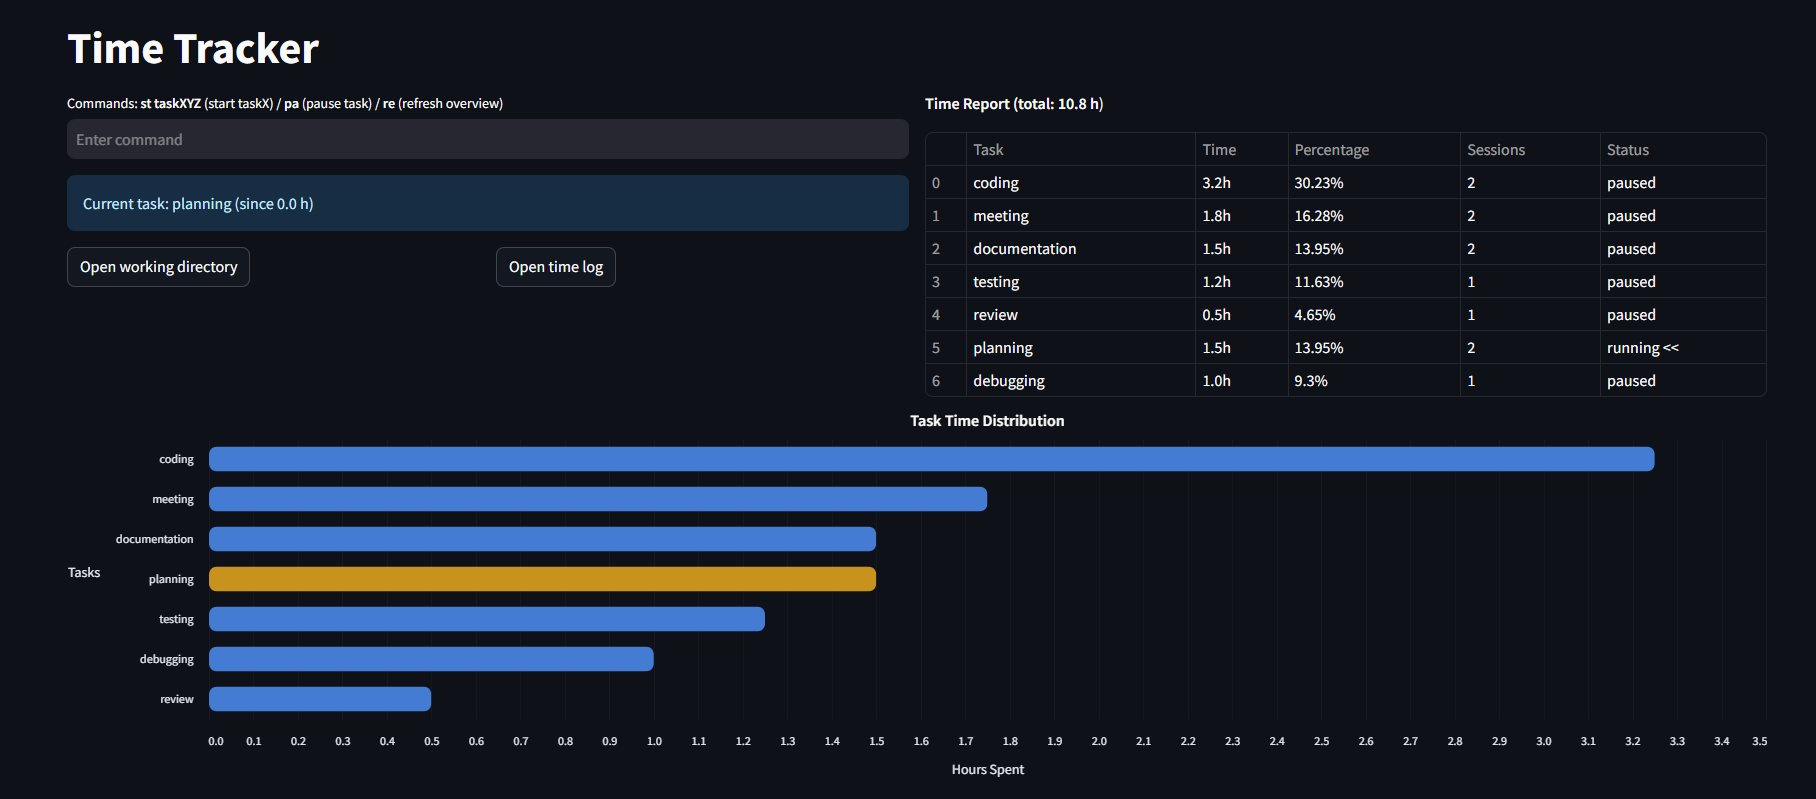 Time Tracker
Commands: st taskXYZ (start taskX) / pa (pause task) / re (refresh overview)
Enter command
Current task: planning (since 0.0 h)
Open working directory
Open time log
Time Report (total: 10.8 h)
Task Time Percentage Sessions Status
0 coding 3.2h 30.23% 2 paused
1 meeting 1.8h 16.28% 2 paused
2 documentation 1.5h 13.95% 2 paused
3 testing 1.2h 11.63% 1 paused
4 review 0.5h 4.65% 1 paused
5 planning 1.5h 13.95% 2 running <<
6 debugging 1.0h 9.3% 1 paused
Task Time Distribution
Tasks
coding
meeting
documentation
planning
testing
debugging
review
0.0 0.1 0.2 0.3 0.4 0.5 0.6 0.7 0.8 0.9 1.0 1.1 1.2 1.3 1.4 1.5 1.6 1.7 1.8 1.9 2.0 2.1 2.2 2.3 2.4 2.5 2.6 2.7 2.8 2.9 3.0 3.1 3.2 3.3 3.4 3.5
Hours Spent